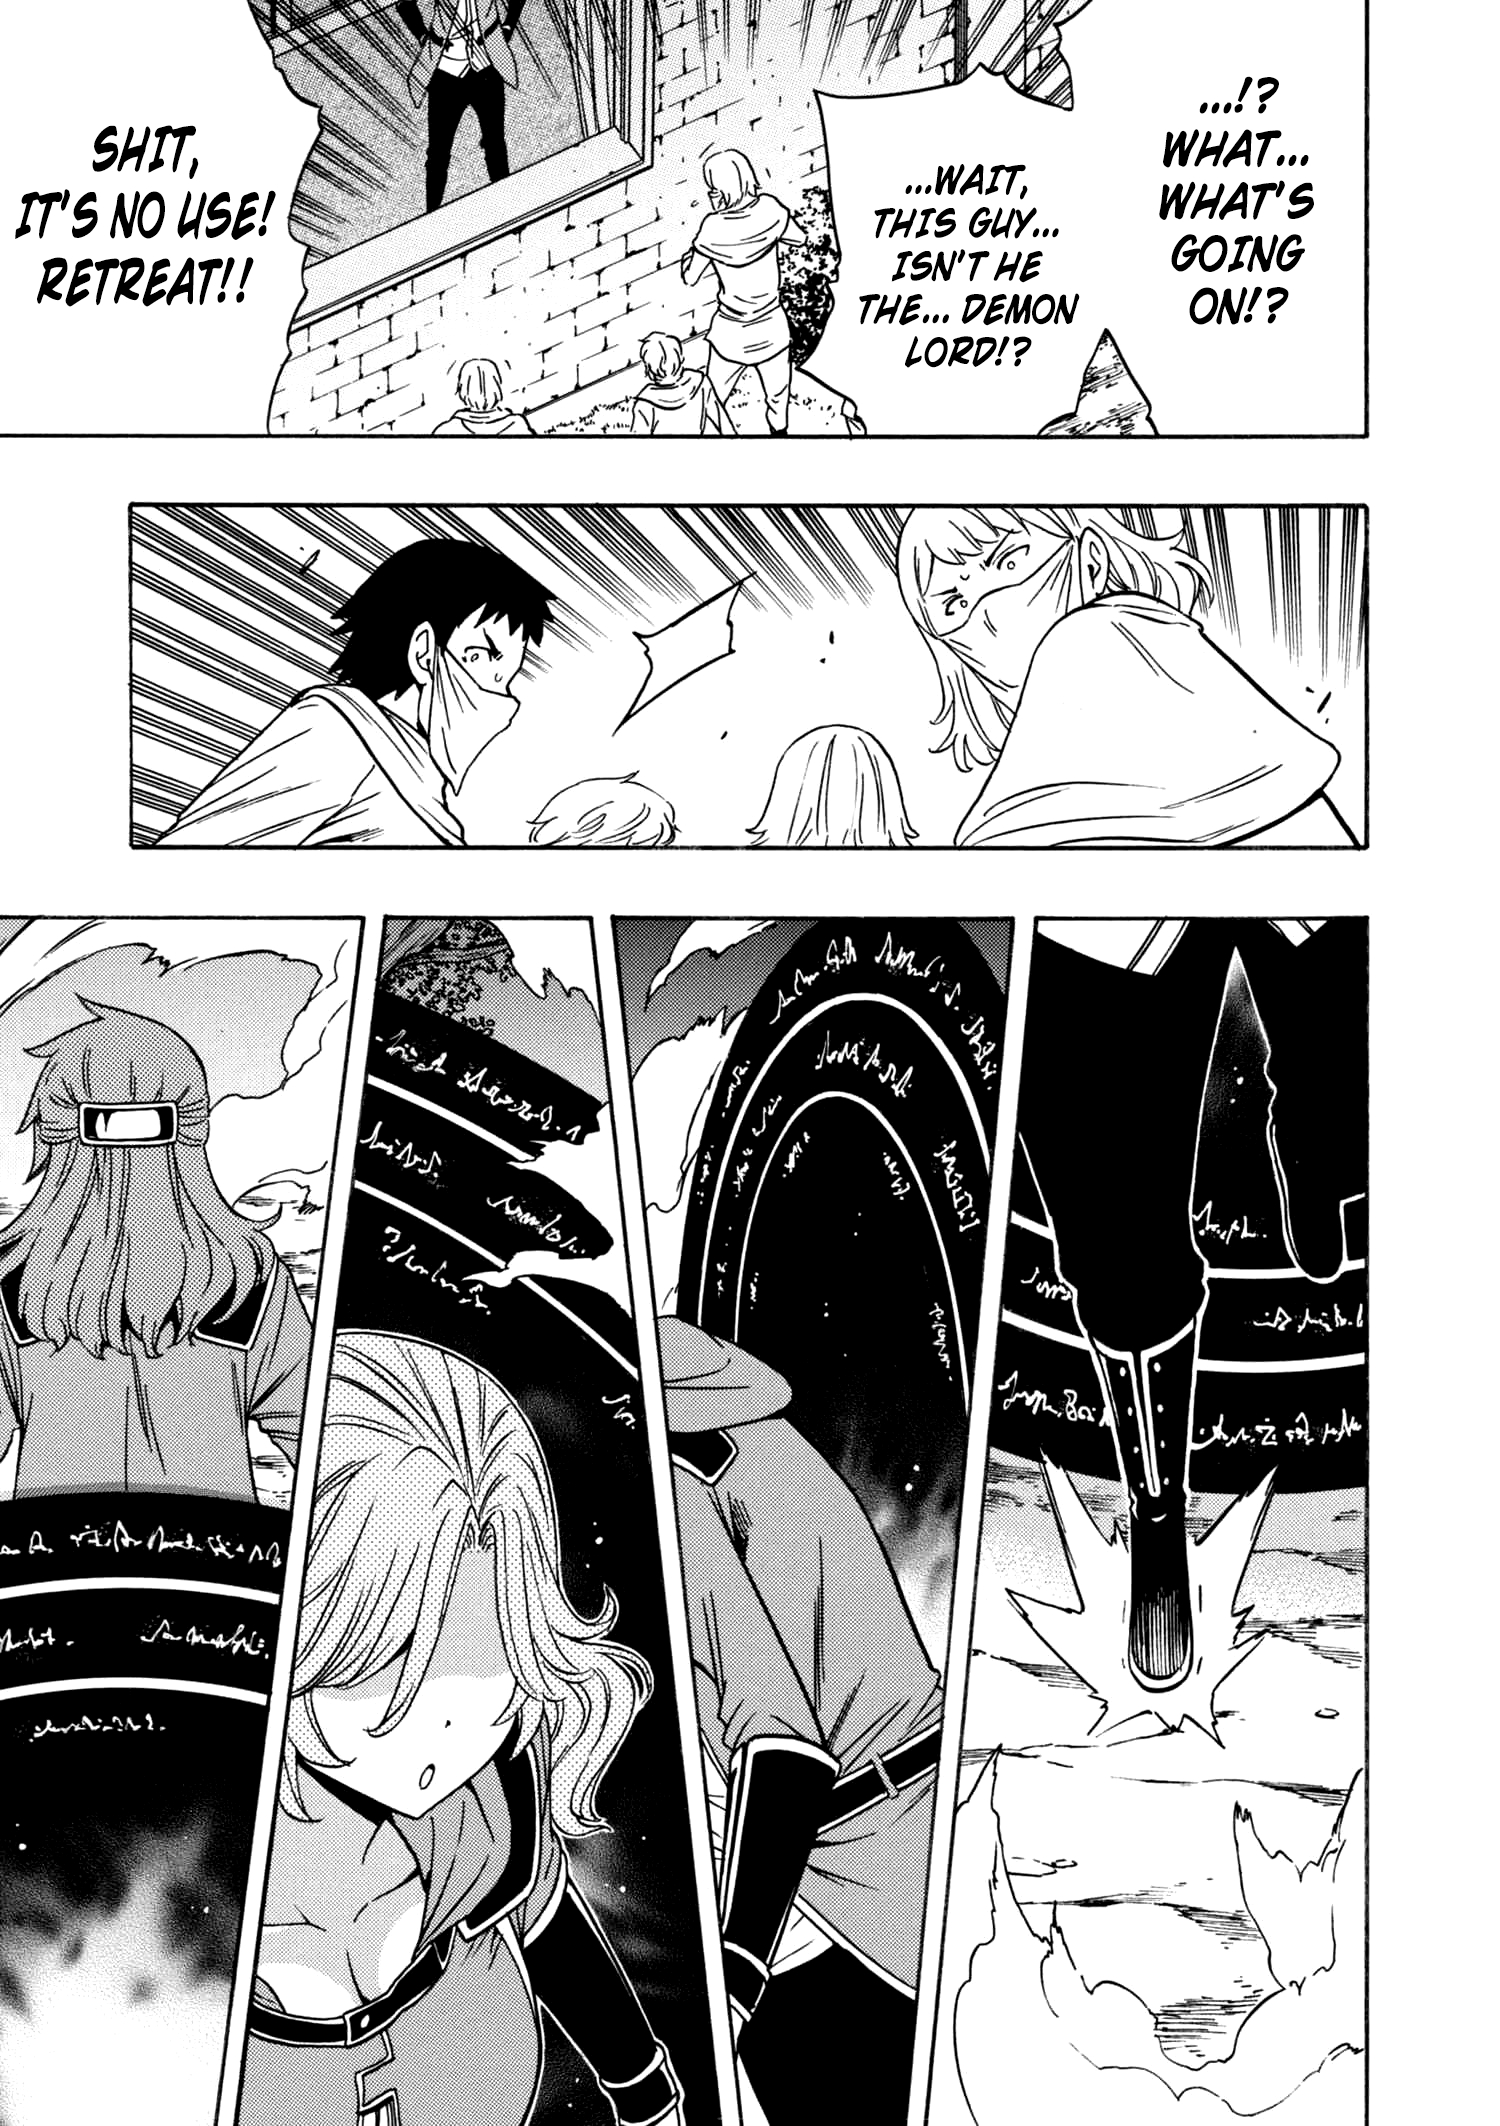 ...!?
WHAT...
WHAT'S
GOING
ON!?
...WAIT,
THIS GUY...
ISN'T HE
THE... DEMON
LORD!?
SHIT,
IT'S NO USE!
RETREAT!!